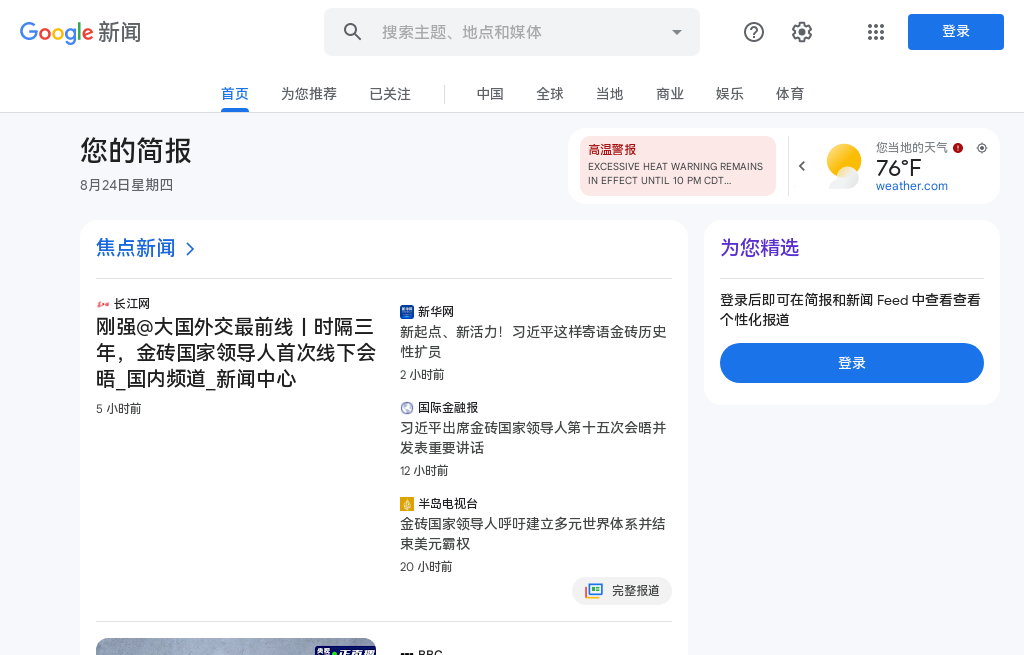 Google 新闻
搜索主题、地点和媒体
登录
首页
为您推荐
已关注
中国
全球
当地
商业
娱乐
体育
您的简报
8月24日星期四
高温警报
EXCESSIVE HEAT WARNING REMAINS
IN EFFECT UNTIL 10 PM CDT…
您当地的天气
76°F
weather.com
焦点新闻
长江网
刚强@大国外交最前线丨时隔三
年，金砖国家领导人首次线下会
晤_国内频道_新闻中心
5 小时前
新华网
新起点、新活力！习近平这样寄语金砖历史
性扩员
2 小时前
国际金融报
习近平出席金砖国家领导人第十五次会晤并
发表重要讲话
12 小时前
半岛电视台
金砖国家领导人呼吁建立多元世界体系并结
束美元霸权
20 小时前
完整报道
为您精选
登录后即可在简报和新闻 Feed 中查看查看
个性化报道
登录
BBC